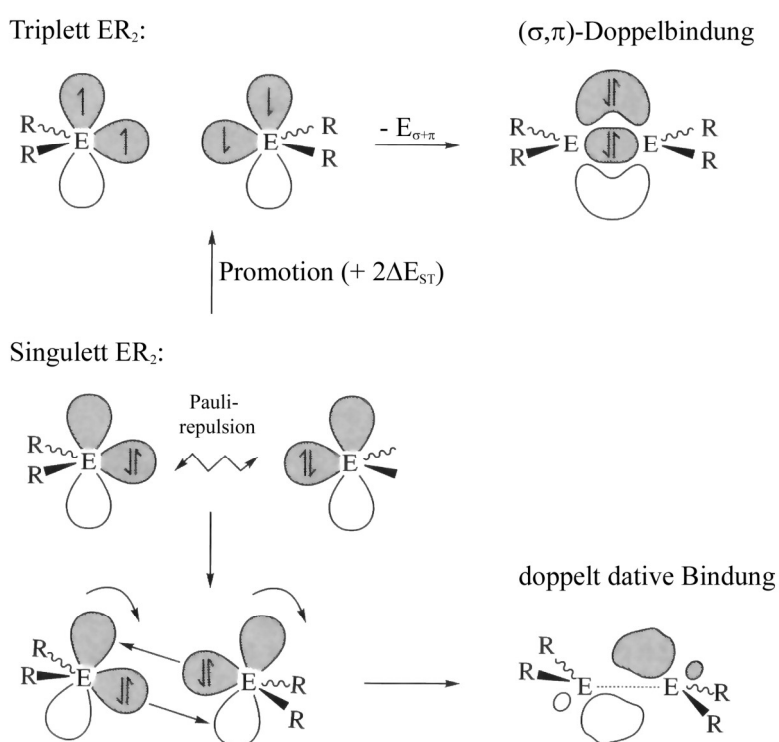 Triplett ER₂:
(σ,π)-Doppelbindung
R E
R
E R
R
- E_σ+π
R E E R
R R
Promotion (+ 2ΔE_ST)
Singulett ER₂:
Pauli-
repulsion
R E
R
E
doppelt dative Bindung
R
R E
E R
R
R
R E
E R
R